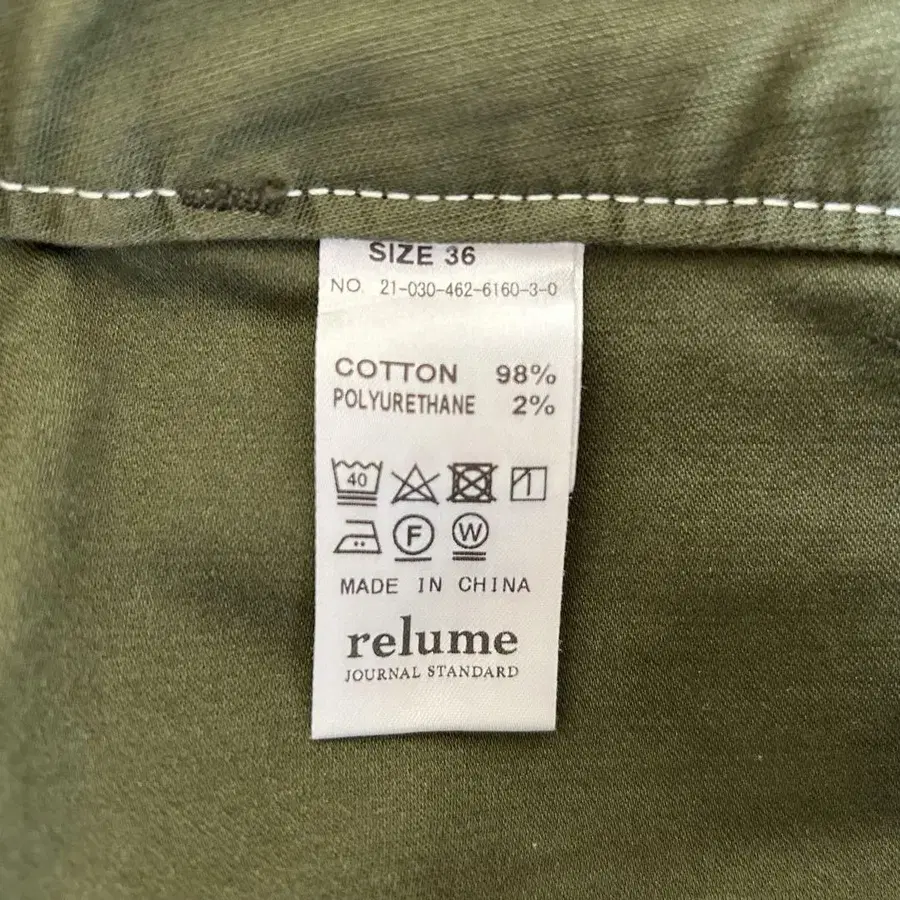 SIZE 36
NO. 21-030-462-6160-3-0
COTTON 98%
POLYURETHANE 2%
40
F W
MADE IN CHINA
relume
JOURNAL STANDARD